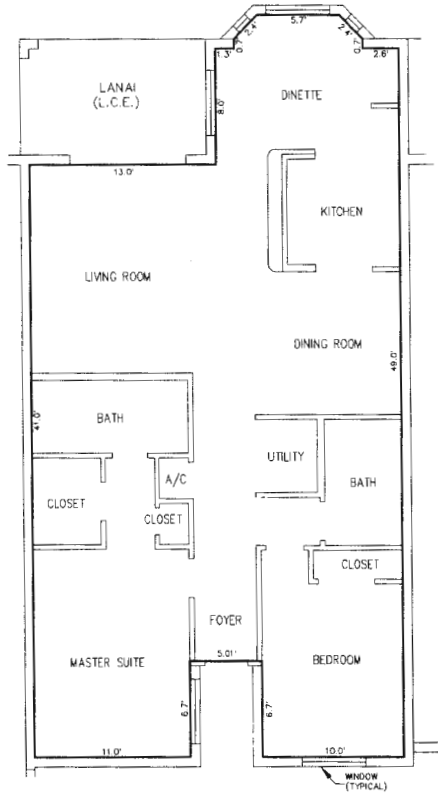 5.7'
2.4'
2.4'
0.7'
0.7'
1.3'
2.6'
LANAI
(L.C.E.)
DINETTE
8.0'
13.0'
KITCHEN
LIVING ROOM
DINING ROOM
49.0'
41.0'
BATH
UTILITY
A/C
BATH
CLOSET
CLOSET
CLOSET
FOYER
MASTER SUITE
5.01'
BEDROOM
6.7'
6.7'
11.0'
10.0'
WINDOW
(TYPICAL)